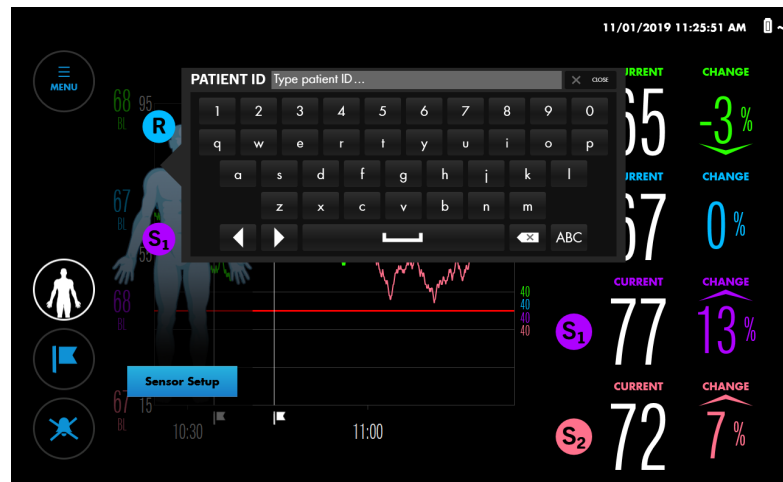 11/01/2019 11:25:51 AM
MENU
PATIENT ID Type patient ID... CLOSE
1 2 3 4 5 6 7 8 9 0
q w e r t y u i o p
a s d f g h j k l
z x c v b n m
ABC
68 95
BL
R
67
BL
S1
55
68
BL
40
40
40
40
Sensor Setup
67 15
BL
10:30 11:00
CHANGE
-3%
CURRENT CHANGE
67 0%
CURRENT CHANGE
S1 77 13%
CURRENT CHANGE
S2 72 7%